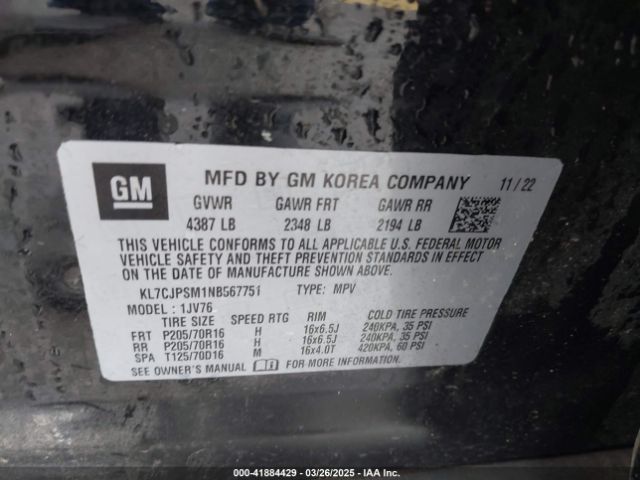 GM
MFD BY GM KOREA COMPANY 11/22
GVWR GAWR FRT GAWR RR
4387 LB 2348 LB 2194 LB
THIS VEHICLE CONFORMS TO ALL APPLICABLE U.S. FEDERAL MOTOR
VEHICLE SAFETY AND THEFT PREVENTION STANDARDS IN EFFECT
ON THE DATE OF MANUFACTURE SHOWN ABOVE.
KL7CJPSM1NB567751 TYPE: MPV
MODEL: 1JV76
TIRE SIZE SPEED RTG RIM COLD TIRE PRESSURE
FRT P205/70R16 H 16x6.5J 240KPA, 35 PSI
RR P205/70R16 H 16x6.5J 240KPA, 35 PSI
SPA T125/70D16 M 16x4.0T 420KPA, 60 PSI
SEE OWNER'S MANUAL FOR MORE INFORMATION.
000-41884429 - 03/26/2025 - IAA Inc.